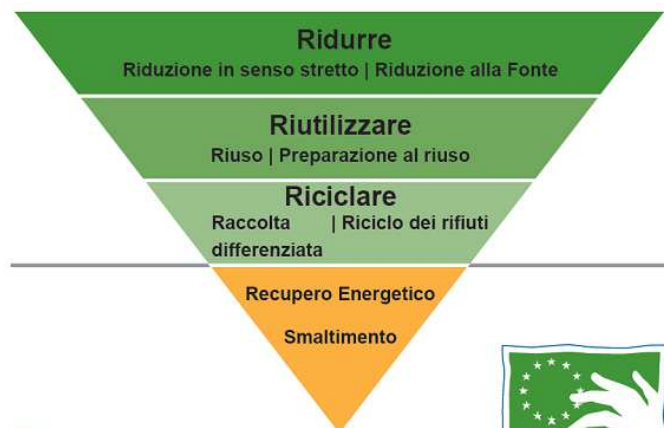 Ridurre
Riduzione in senso stretto | Riduzione alla Fonte
Riutilizzare
Riuso | Preparazione al riuso
Riciclare
Raccolta | Riciclo dei rifiuti
differenziata
Recupero Energetico
Smaltimento